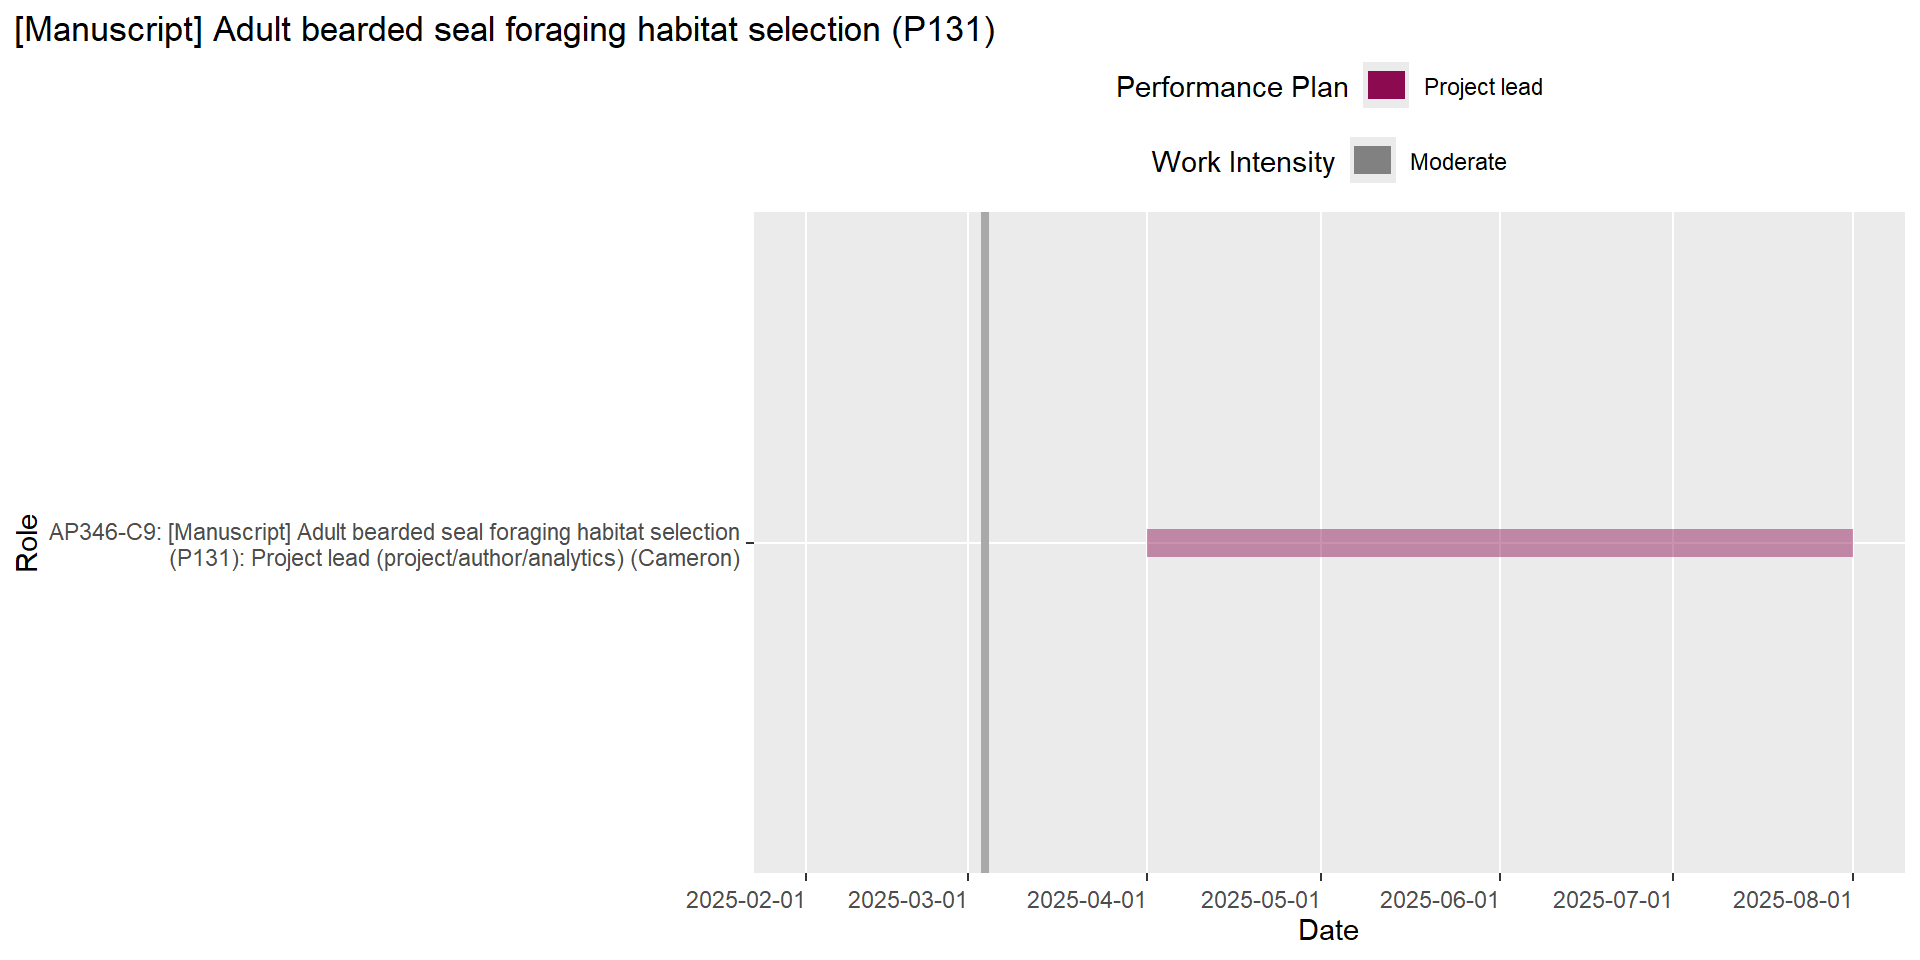 [Manuscript] Adult bearded seal foraging habitat selection (P131)
Performance Plan
Project lead
Work Intensity
Moderate
Role
AP346-C9: [Manuscript] Adult bearded seal foraging habitat selection
(P131): Project lead (project/author/analytics) (Cameron)
2025-02-01
2025-03-01
2025-04-01
2025-05-01
2025-06-01
2025-07-01
2025-08-01
Date